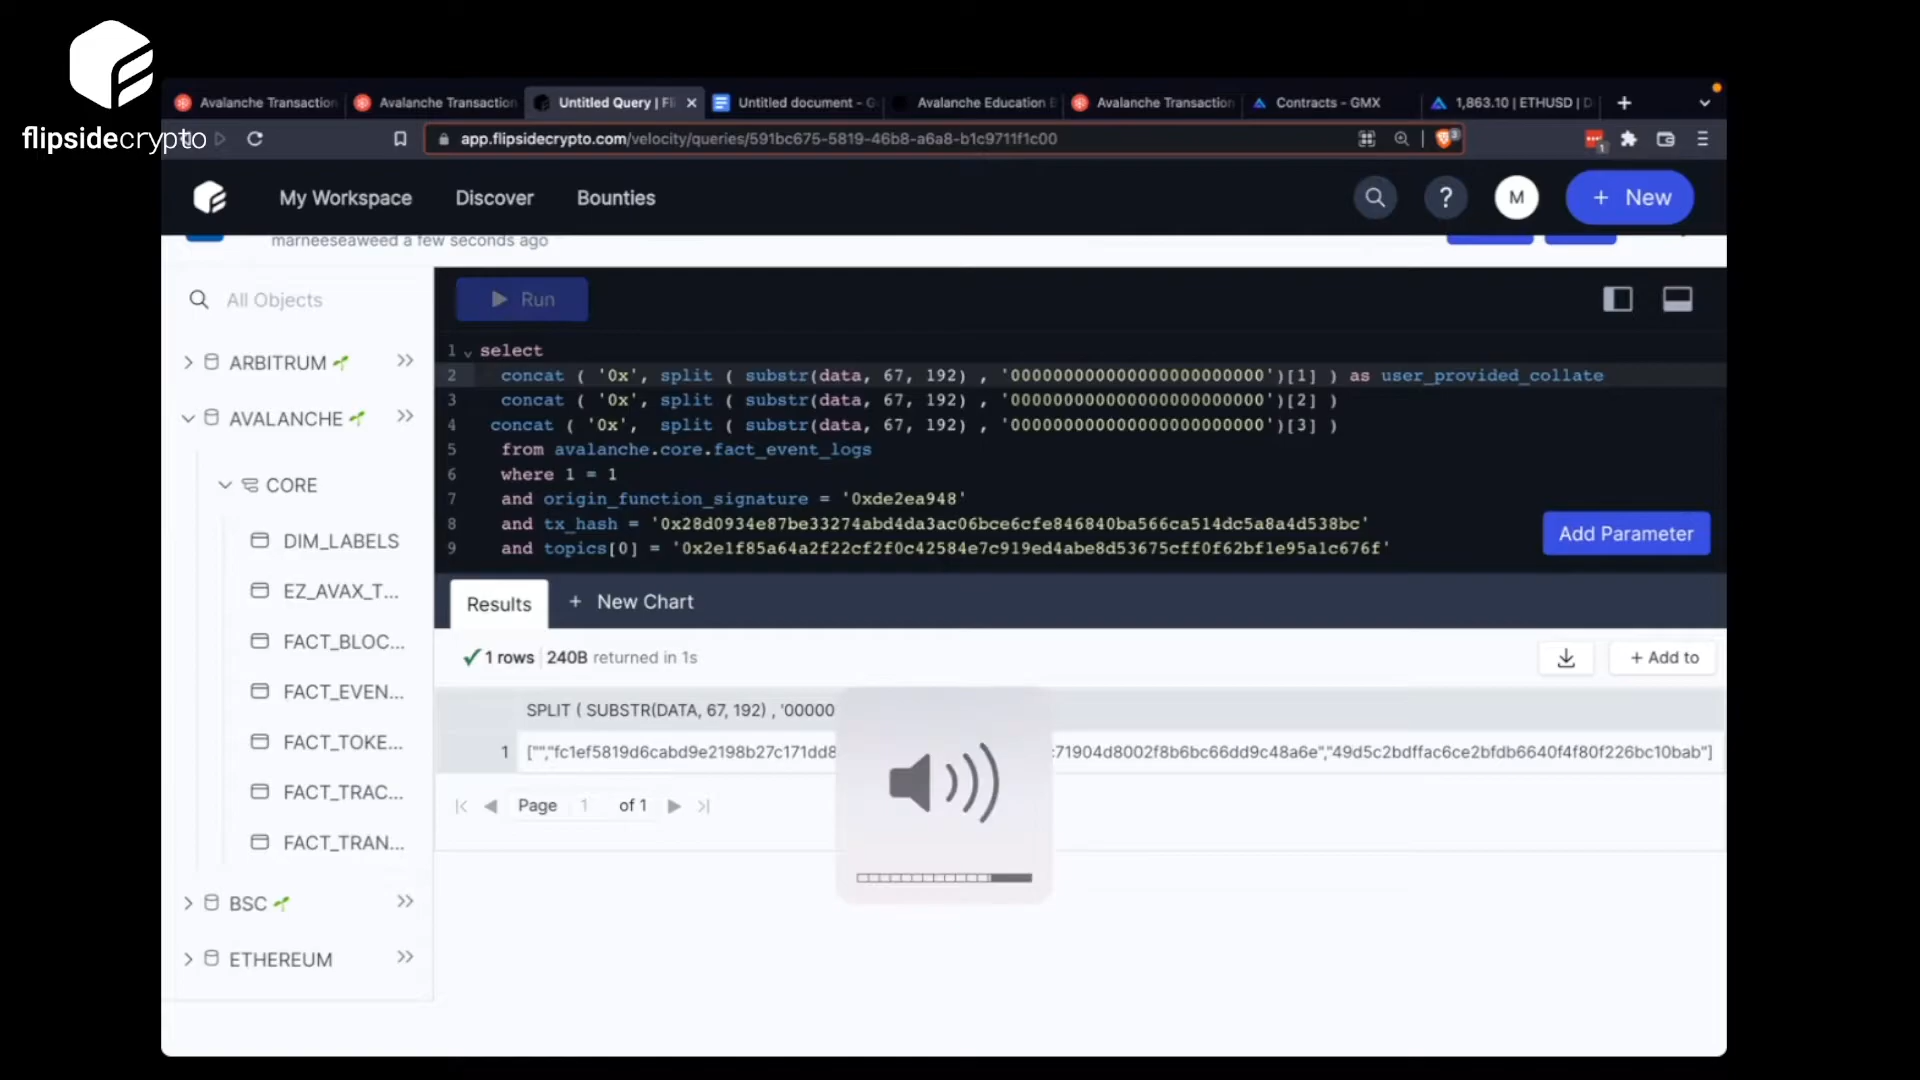 flipsidecrypto
Avalanche Transaction
Avalanche Transaction
Untitled Query | Fli
Untitled document - G
Avalanche Education B
Avalanche Transaction
Contracts - GMX
1,863.10 | ETHUSD | D
app.flipsidecrypto.com/velocity/queries/591bc675-5819-46b8-a6a8-b1c9711f1c00
My Workspace
Discover
Bounties
?
M
+ New
marneeseaweed a few seconds ago
All Objects
Run
ARBITRUM
AVALANCHE
CORE
DIM_LABELS
EZ_AVAX_T...
FACT_BLOC...
FACT_EVEN...
FACT_TOKE...
FACT_TRAC...
FACT_TRAN...
BSC
ETHEREUM
1 select
2 concat ( '0x', split ( substr(data, 67, 192) , '000000000000000000000000')[1] ) as user_provided_collate
3 concat ( '0x', split ( substr(data, 67, 192) , '000000000000000000000000')[2] )
4 concat ( '0x', split ( substr(data, 67, 192) , '000000000000000000000000')[3] )
5 from avalanche.core.fact_event_logs
6 where 1 = 1
7 and origin_function_signature = '0xde2ea948'
8 and tx_hash = '0x28d0934e87be33274abd4da3ac06bce6cfe846840ba566ca514dc5a8a4d538bc'
9 and topics[0] = '0x2e1f85a64a2f22cf2f0c42584e7c919ed4abe8d53675cff0f62bf1e95a1c676f'
Add Parameter
Results
+ New Chart
1 rows 240B returned in 1s
+ Add to
SPLIT ( SUBSTR(DATA, 67, 192) , '00000
1 ["","fc1ef5819d6cabd9e2198b27c171dd8 c71904d8002f8b6bc66dd9c48a6e","49d5c2bdffac6ce2bfdb6640f4f80f226bc10bab"]
Page 1 of 1